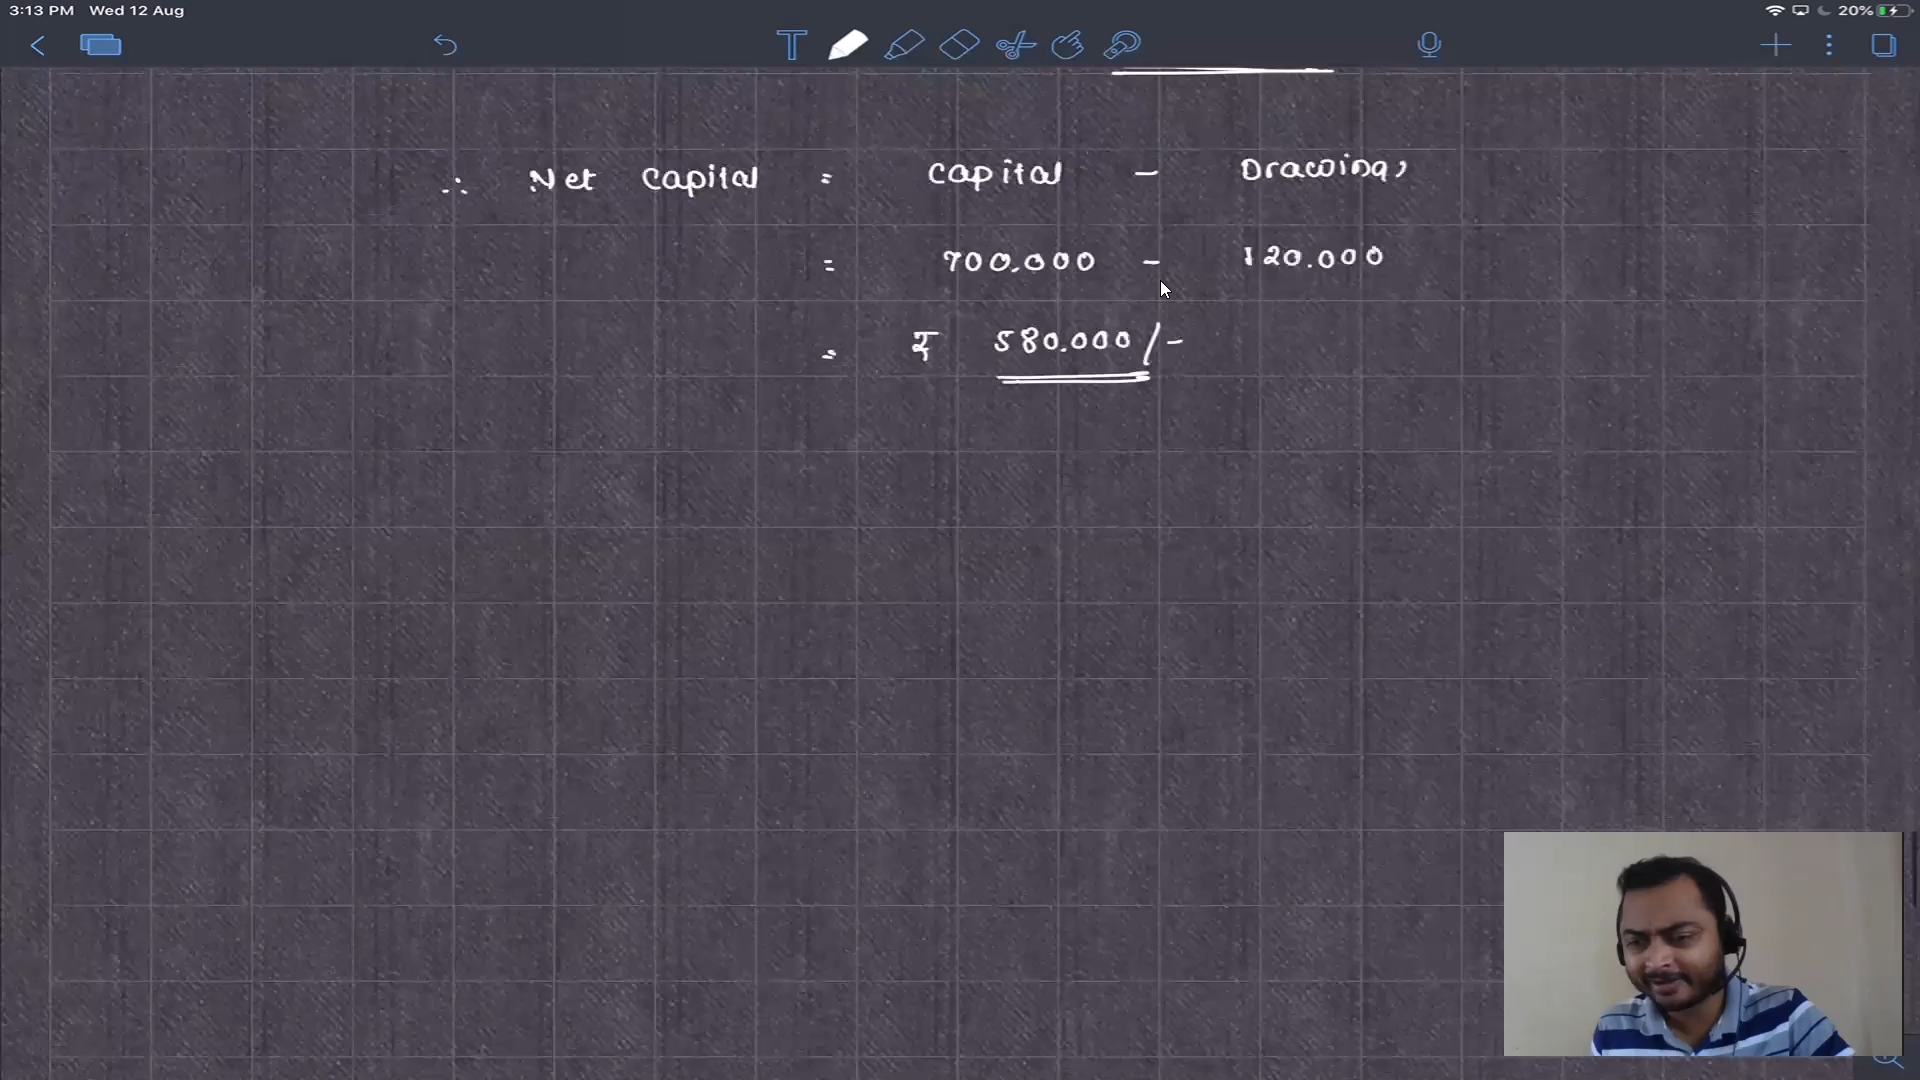 3:13 PM Wed 12 Aug
20%
T
∴ Net Capital = Capital - Drawings
= 700.000 - 120.000
= ₹ 580.000/-